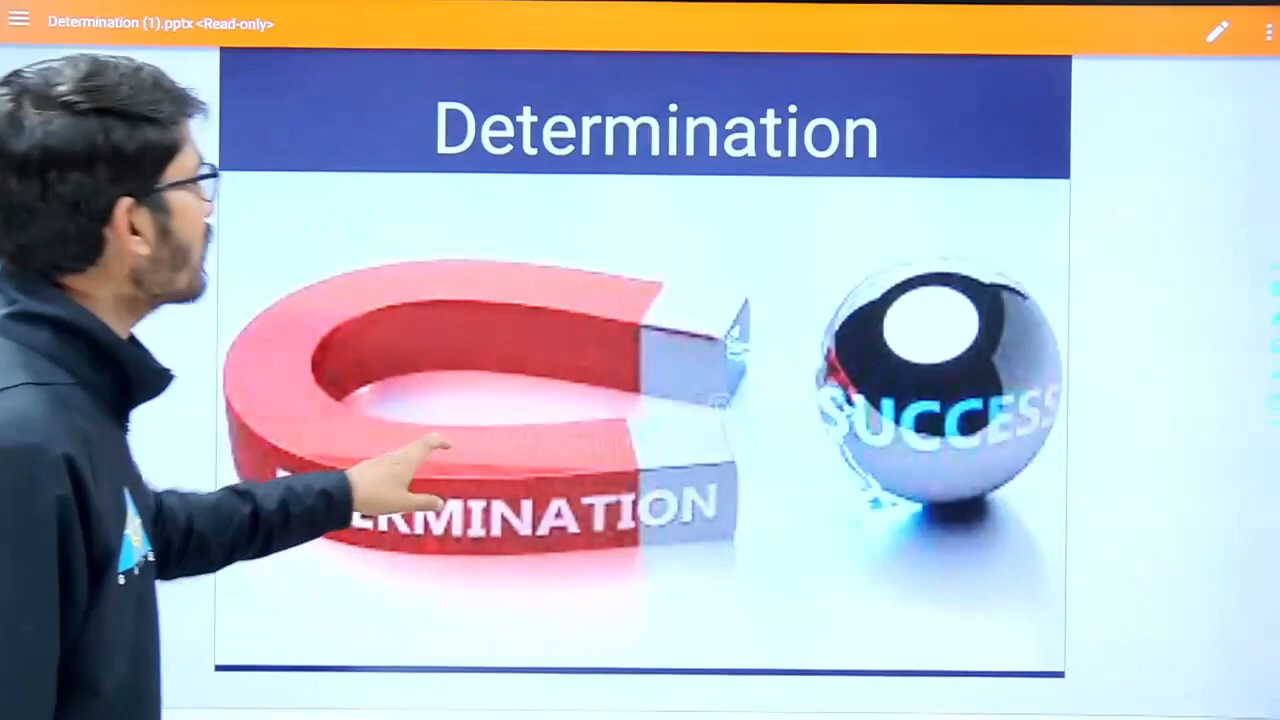 Determination (1).pptx <Read-only>
Determination
SUCCESS
ERMINATION